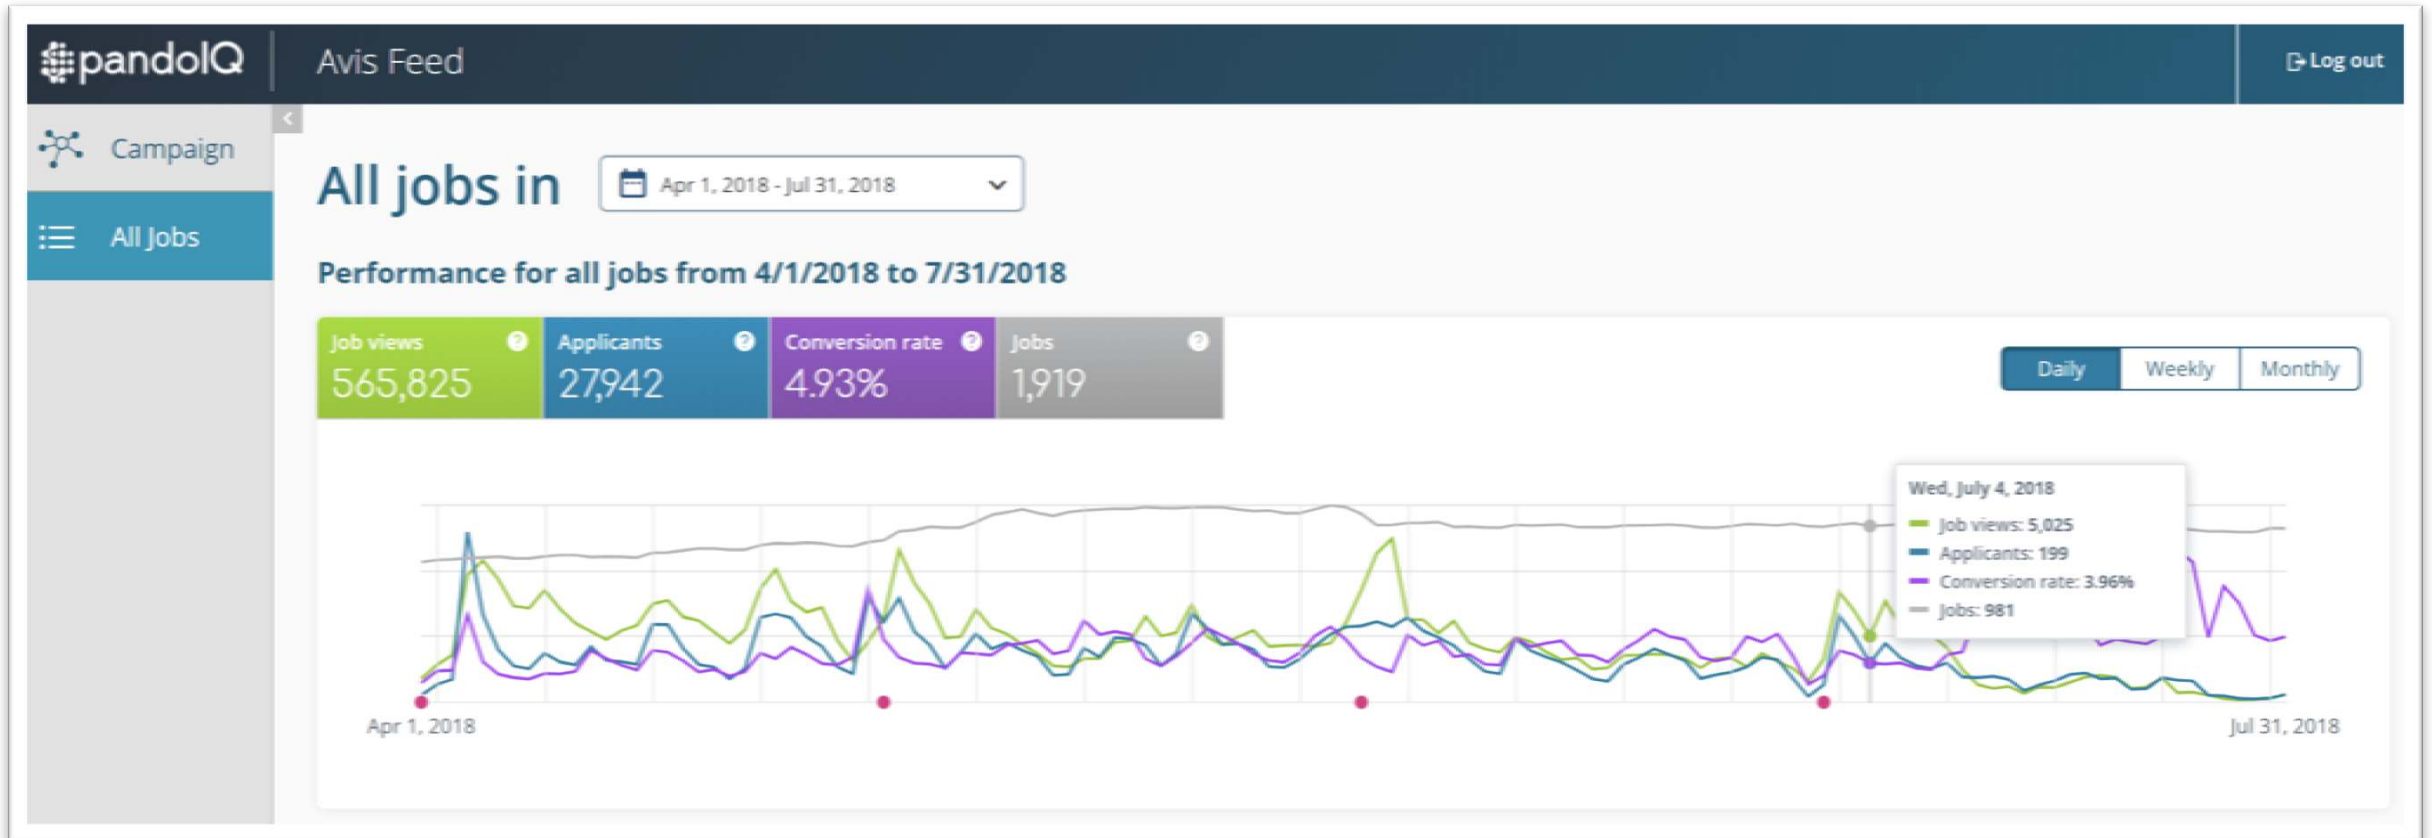 pandoIQ
Avis Feed
Log out
Campaign
All Jobs
All jobs in
Apr 1, 2018 - Jul 31, 2018
Performance for all jobs from 4/1/2018 to 7/31/2018
Job views
565,825
Applicants
27,942
Conversion rate
4.93%
Jobs
1,919
Daily
Weekly
Monthly
Wed, July 4, 2018
Job views: 5,025
Applicants: 199
Conversion rate: 3.96%
Jobs: 981
Apr 1, 2018
Jul 31, 2018